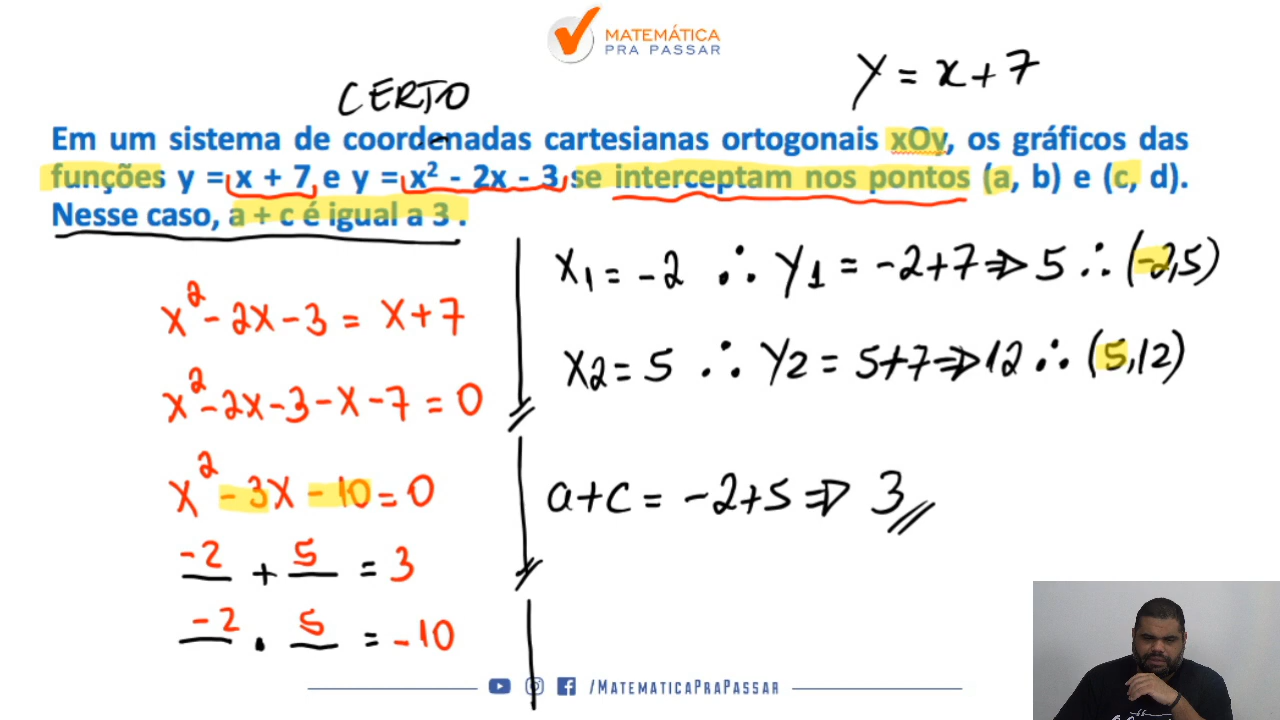 MATEMÁTICA
PRA PASSAR
y = x + 7
CERTO
Em um sistema de coordenadas cartesianas ortogonais xOy, os gráficos das
funções y = x + 7, e y = x² - 2x - 3, se interceptam nos pontos (a, b) e (c, d).
Nesse caso, a + c é igual a 3 .
x² - 2x - 3 = x + 7
x² - 2x - 3 - x - 7 = 0
x² - 3x - 10 = 0
-2 + 5 = 3
-2 . 5 = -10
x1 = -2 ∴ y1 = -2+7 ⇒ 5 ∴ (-2,5)
x2 = 5 ∴ y2 = 5+7 ⇒ 12 ∴ (5,12)
a+c = -2+5 ⇒ 3
/MATEMATICAPRAPASSAR